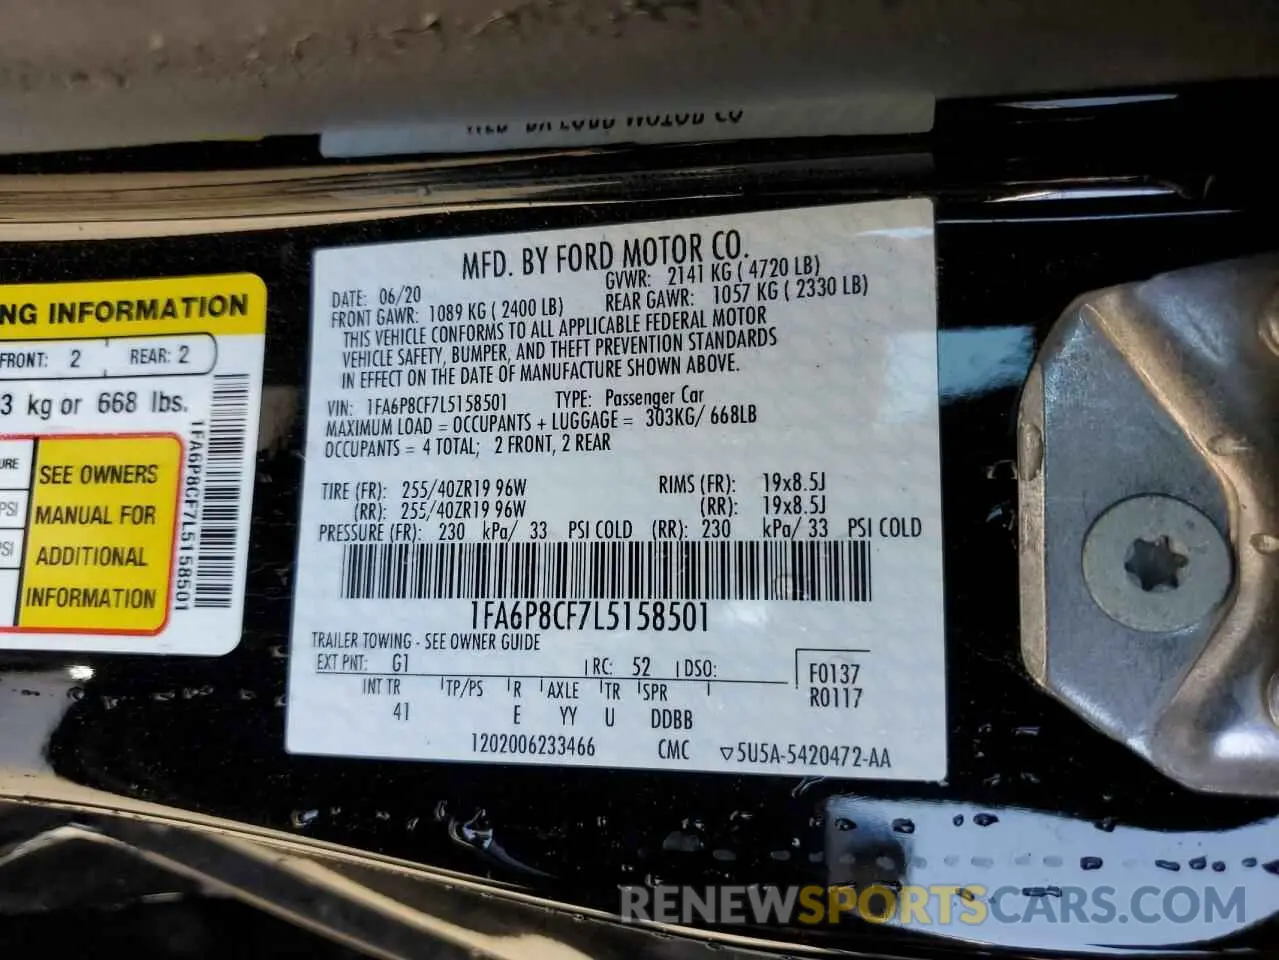 MFD. BY FORD MOTOR CO.
DATE: 06/20 GVWR: 2141 KG ( 4720 LB)
FRONT GAWR: 1089 KG ( 2400 LB) REAR GAWR: 1057 KG ( 2330 LB)
THIS VEHICLE CONFORMS TO ALL APPLICABLE FEDERAL MOTOR
VEHICLE SAFETY, BUMPER, AND THEFT PREVENTION STANDARDS
IN EFFECT ON THE DATE OF MANUFACTURE SHOWN ABOVE.
VIN: 1FA6P8CF7L5158501 TYPE: Passenger Car
MAXIMUM LOAD = OCCUPANTS + LUGGAGE = 303KG/ 668LB
OCCUPANTS = 4 TOTAL; 2 FRONT, 2 REAR
TIRE (FR): 255/40ZR19 96W RIMS (FR): 19x8.5J
(RR): 255/40ZR19 96W (RR): 19x8.5J
PRESSURE (FR): 230 kPa/ 33 PSI COLD (RR): 230 kPa/ 33 PSI COLD
1FA6P8CF7L5158501
TRAILER TOWING - SEE OWNER GUIDE
EXT PNT: G1 RC: 52 DSO:
F0137
R0117
INT TR TP/PS R AXLE TR SPR
41 E YY U DDBB
1202006233466 CMC ▽5U5A-5420472-AA
NG INFORMATION
FRONT: 2 REAR: 2
3 kg or 668 lbs.
URE
PSI
PSI
SEE OWNERS
MANUAL FOR
ADDITIONAL
INFORMATION
1FA6P8CF7L5158501
RENEWSPORTSCARS.COM